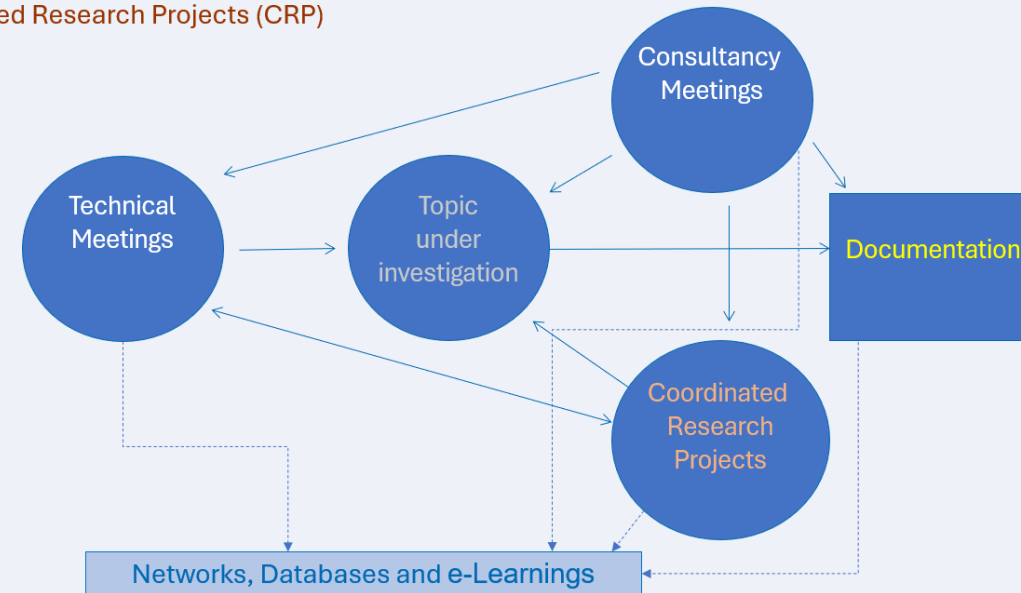 ed Research Projects (CRP)
Consultancy
Meetings
Technical
Meetings
Topic
under
investigation
Documentation
Coordinated
Research
Projects
Networks, Databases and e-Learnings